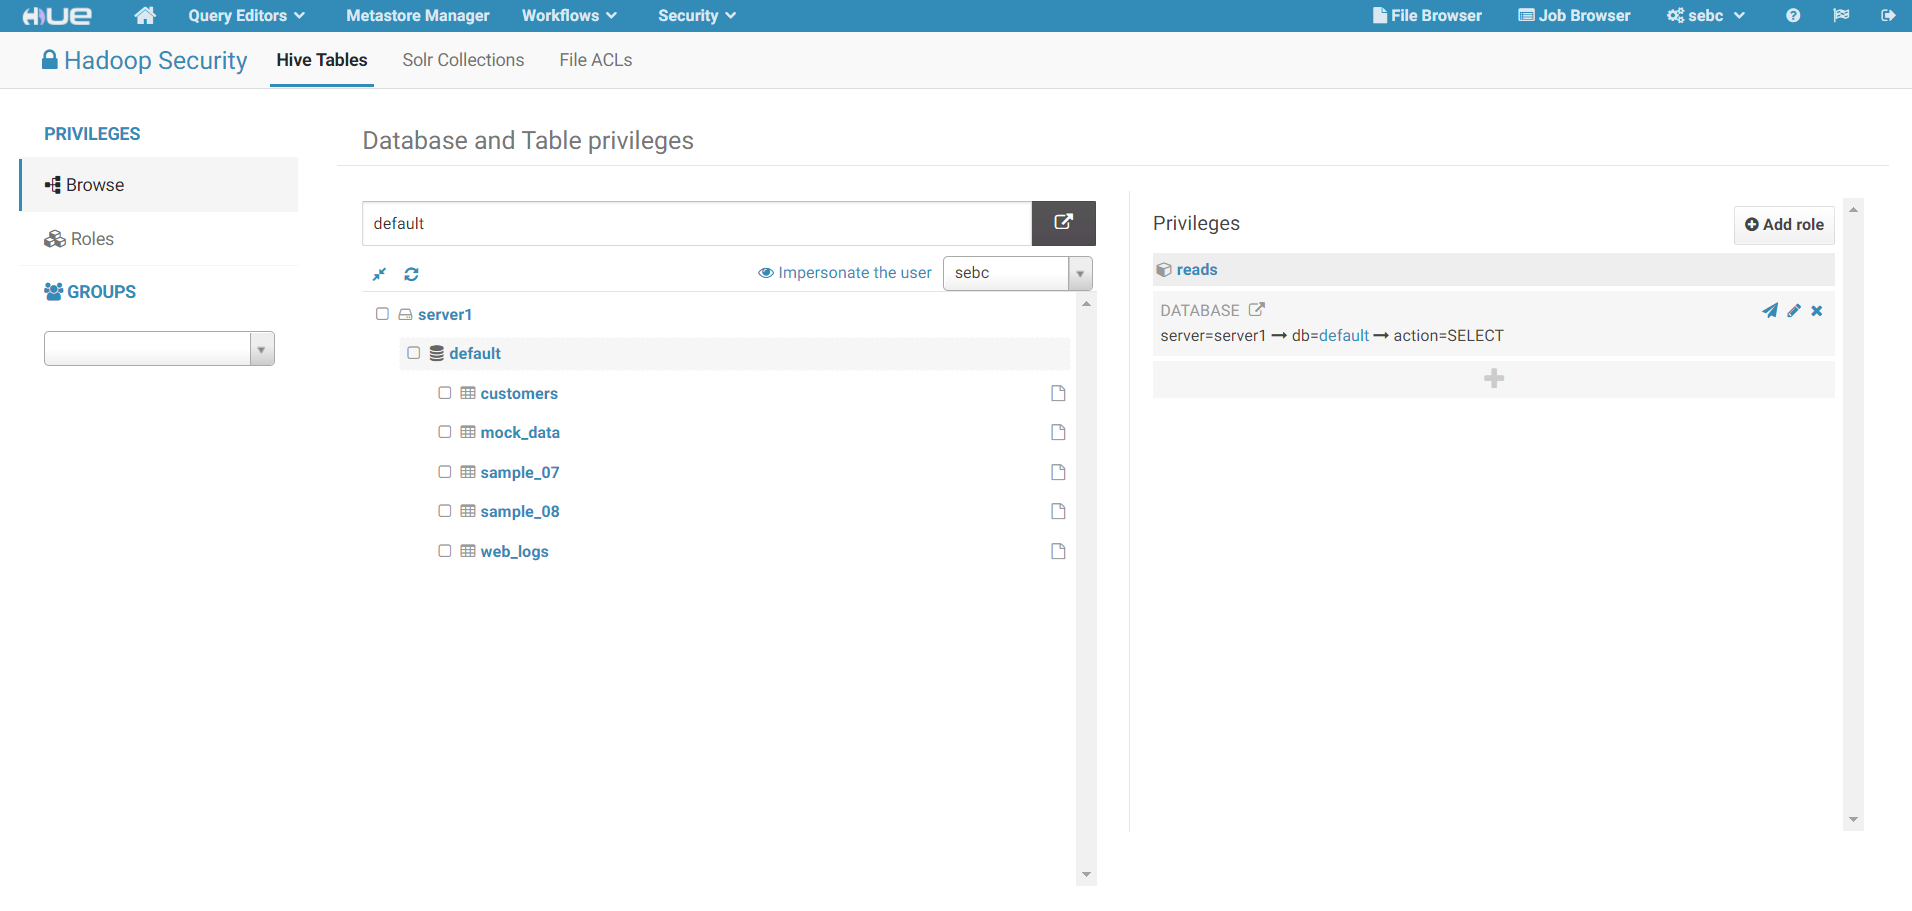 HUE Query Editors Metastore Manager Workflows Security File Browser Job Browser sebc
Hadoop Security Hive Tables Solr Collections File ACLs
PRIVILEGES
Browse
Roles
GROUPS
Database and Table privileges
default
Impersonate the user sebc
server1
default
customers
mock_data
sample_07
sample_08
web_logs
Privileges
Add role
reads
DATABASE
server=server1 → db=default → action=SELECT